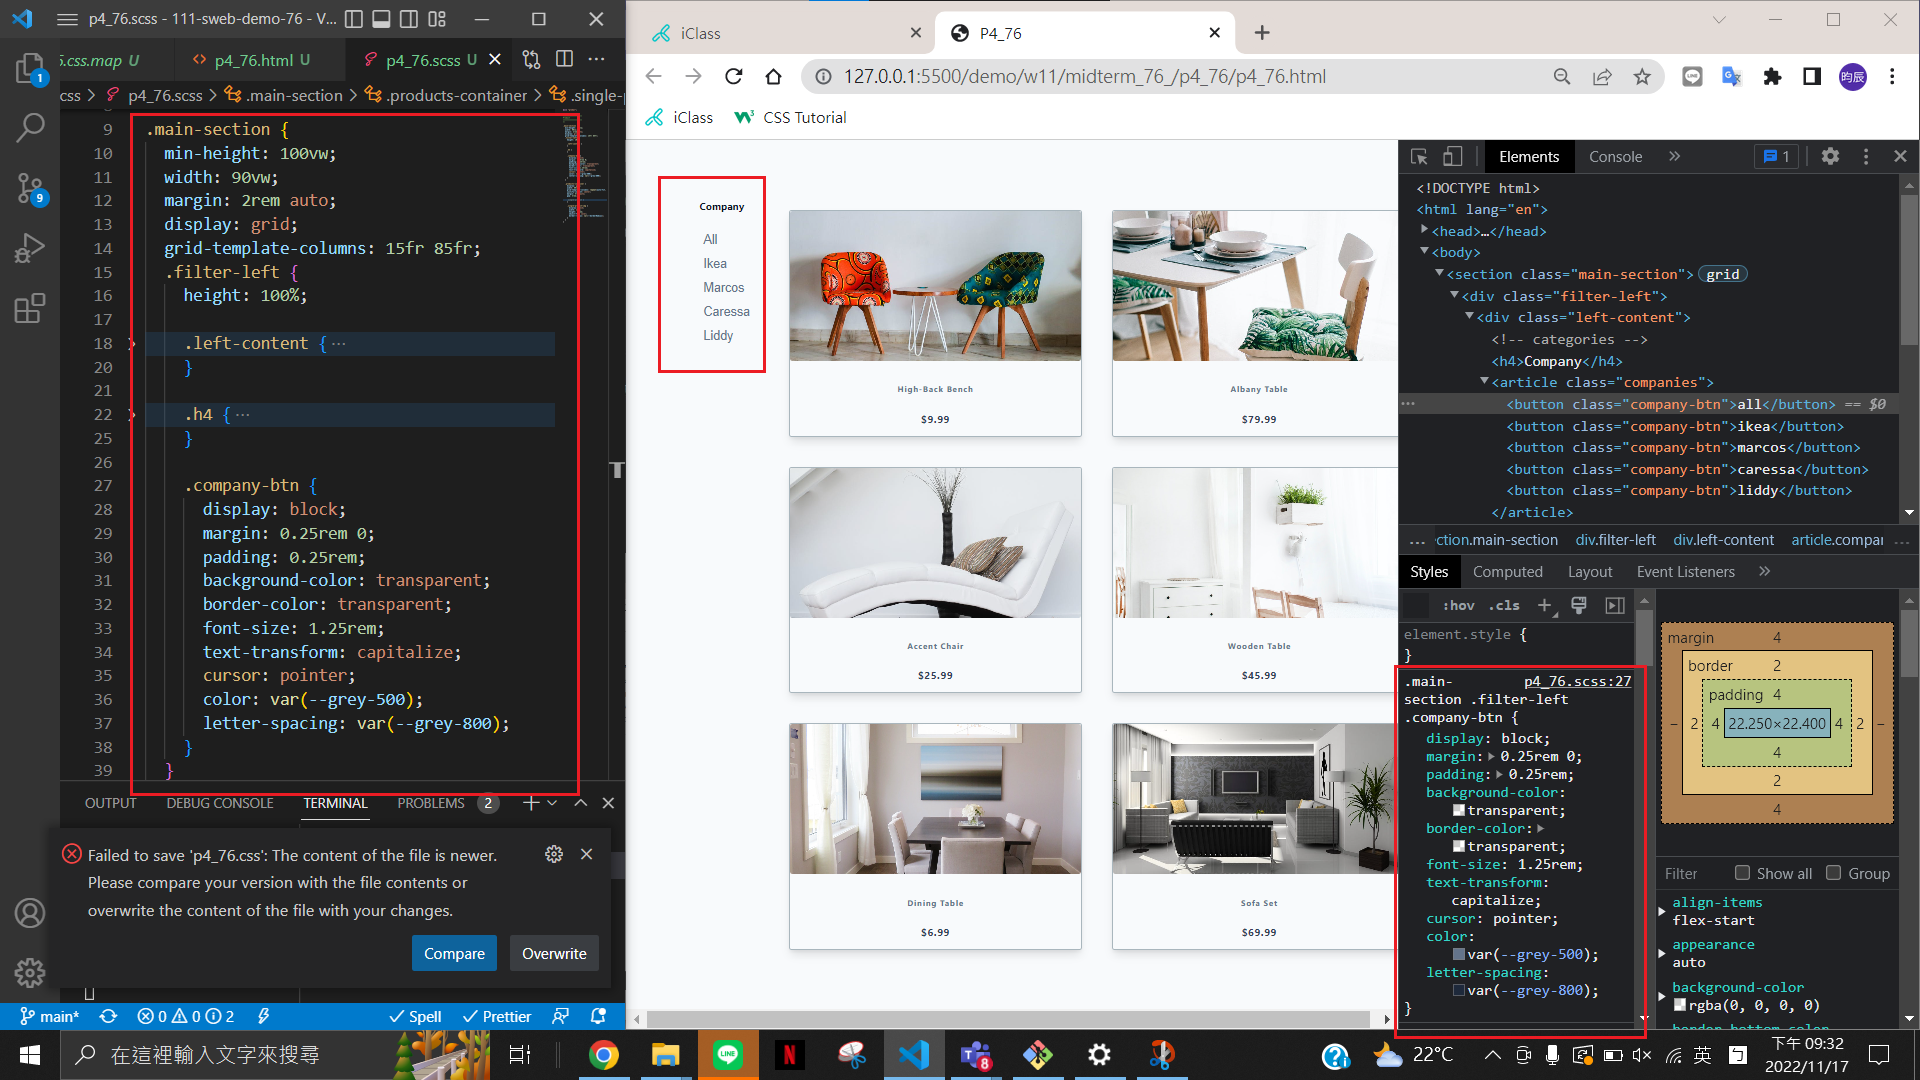 p4_76.scss - 111-sweb-demo-76 - V...
5.css.map U
p4_76.html U
p4_76.scss U
css > p4_76.scss > .main-section > .products-container > .single-p
9 .main-section {
10 min-height: 100vw;
11 width: 90vw;
12 margin: 2rem auto;
13 display: grid;
14 grid-template-columns: 15fr 85fr;
15 .filter-left {
16 height: 100%;
17
18 .left-content { ...
20 }
21
22 .h4 { ...
25 }
26
27 .company-btn {
28 display: block;
29 margin: 0.25rem 0;
30 padding: 0.25rem;
31 background-color: transparent;
32 border-color: transparent;
33 font-size: 1.25rem;
34 text-transform: capitalize;
35 cursor: pointer;
36 color: var(--grey-500);
37 letter-spacing: var(--grey-800);
38 }
39 }
1
9
OUTPUT DEBUG CONSOLE TERMINAL PROBLEMS 2
Failed to save 'p4_76.css': The content of the file is newer.
Please compare your version with the file contents or
overwrite the content of the file with your changes.
Compare
Overwrite
main* 0 0 2 Spell Prettier
iClass
P4_76
127.0.0.1:5500/demo/w11/midterm_76_/p4_76/p4_76.html
昀辰
iClass
CSS Tutorial
Company
All
Ikea
Marcos
Caressa
Liddy
High-Back Bench
$9.99
Albany Table
$79.99
Accent Chair
$25.99
Wooden Table
$45.99
Dining Table
$6.99
Sofa Set
$69.99
Elements Console » 1
<!DOCTYPE html>
<html lang="en">
<head>…</head>
<body>
<section class="main-section"> grid
<div class="filter-left">
<div class="left-content">
<!-- categories -->
<h4>Company</h4>
<article class="companies">
<button class="company-btn">all</button> == $0
<button class="company-btn">ikea</button>
<button class="company-btn">marcos</button>
<button class="company-btn">caressa</button>
<button class="company-btn">liddy</button>
</article>
... ction.main-section div.filter-left div.left-content article.compar ...
Styles Computed Layout Event Listeners »
:hov .cls +
element.style {
}
.main- p4_76.scss:27
section .filter-left
.company-btn {
display: block;
margin: 0.25rem 0;
padding: 0.25rem;
background-color:
transparent;
border-color:
transparent;
font-size: 1.25rem;
text-transform:
capitalize;
cursor: pointer;
color:
var(--grey-500);
letter-spacing:
var(--grey-800);
}
margin 4
border 2
padding 4
– 2 4 22.250×22.400 4 2 –
4
2
4
Filter Show all Group
align-items
flex-start
appearance
auto
background-color
rgba(0, 0, 0, 0)
border-bottom-color
在這裡輸入文字來搜尋
LINE
N
8
22°C
英
下午 09:32
2022/11/17